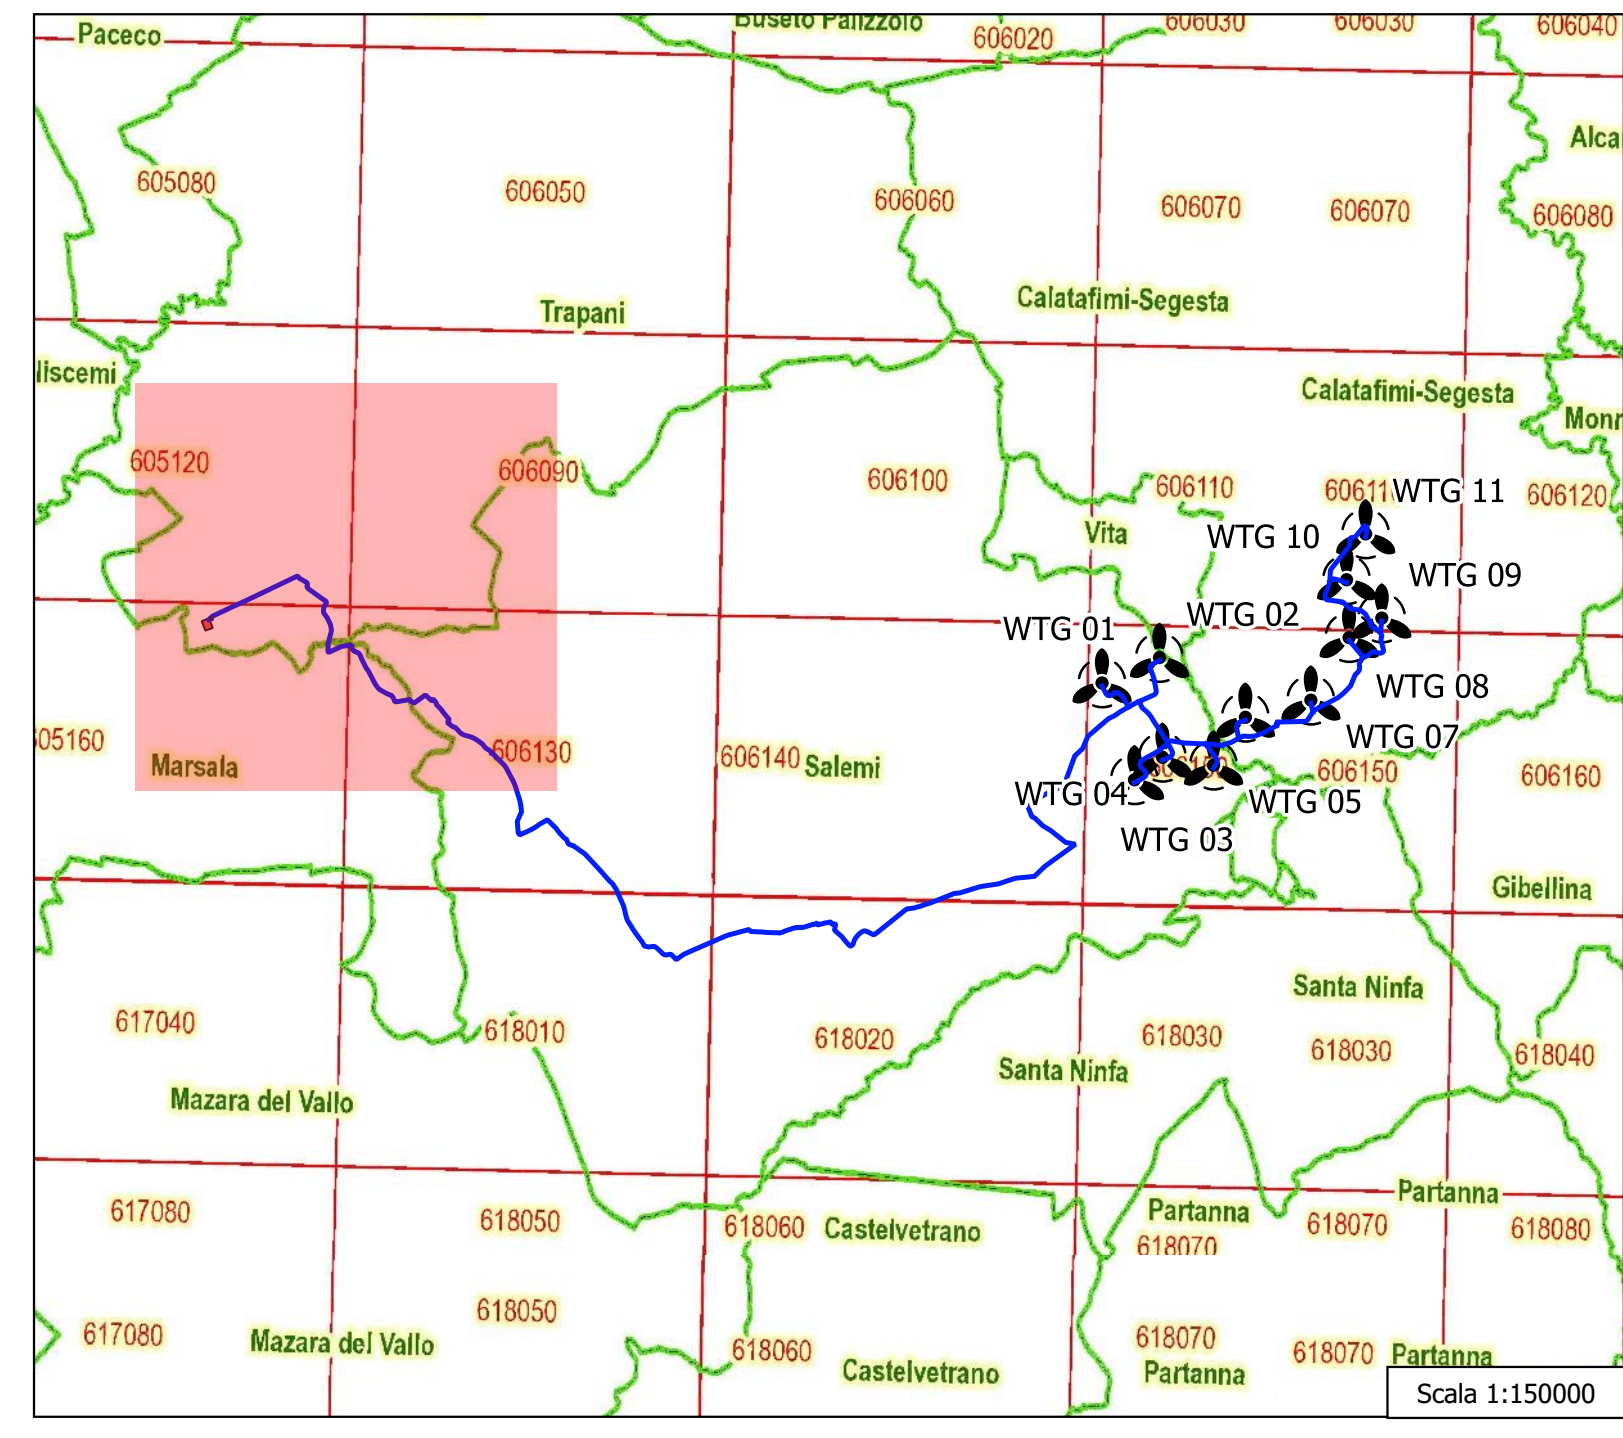 Buseto Palizzolo
606030
606030
606040
Paceco
606020
Alca
605080
606050
606060
606070
606070
606080
Trapani
Calatafimi-Segesta
liscemi
Calatafimi-Segesta
Monr
605120
606090
606100
606110
60611
WTG 11
606120
Vita
WTG 10
WTG 09
WTG 01
WTG 02
WTG 08
605160
Marsala
606130
606140
Salemi
WTG 07
606150
606160
WTG 04
WTG 05
WTG 03
Gibellina
Santa Ninfa
617040
618010
618020
618030
618030
618040
Santa Ninfa
Mazara del Vallo
Partanna
617080
618050
618060
Castelvetrano
Partanna
618070
618070
618080
618050
617080
Mazara del Vallo
618060
Castelvetrano
618070
Partanna
618070
Partanna
Scala 1:150000